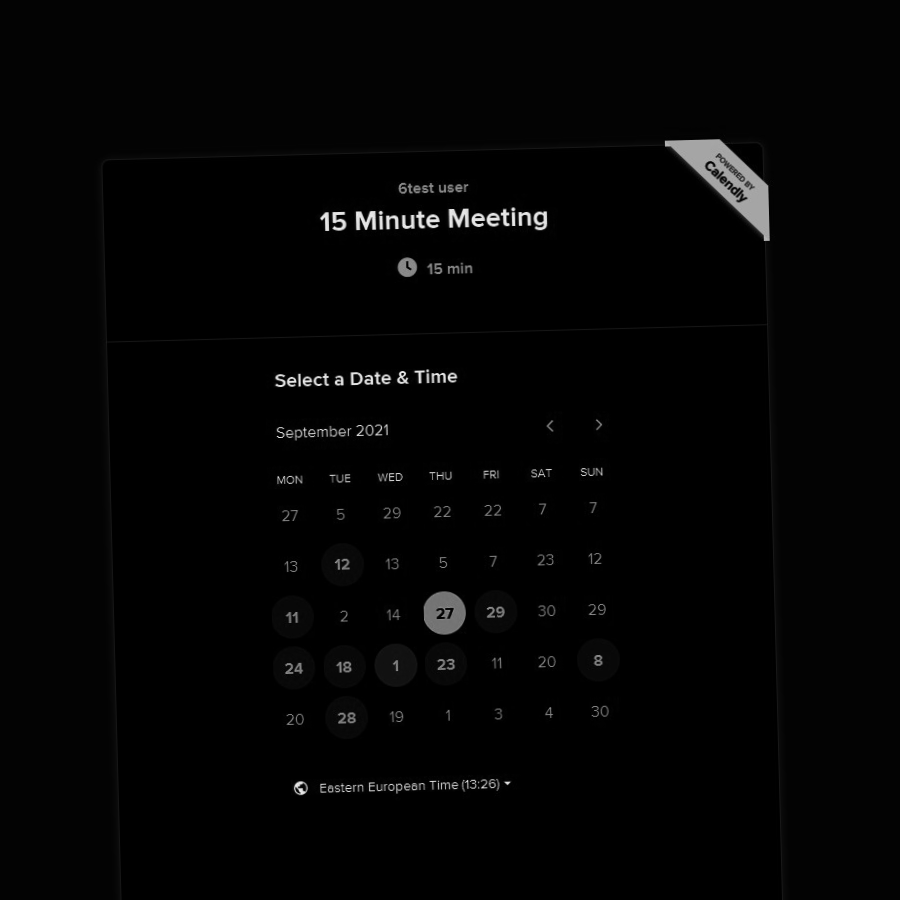 POWERED BY
Calendly
6test user
15 Minute Meeting
15 min
Select a Date & Time
September 2021
MON TUE WED THU FRI SAT SUN
27 5 29 22 22 7 7
13 12 13 5 7 23 12
11 2 14 27 29 30 29
24 18 1 23 11 20 8
20 28 19 1 3 4 30
Eastern European Time (13:26)